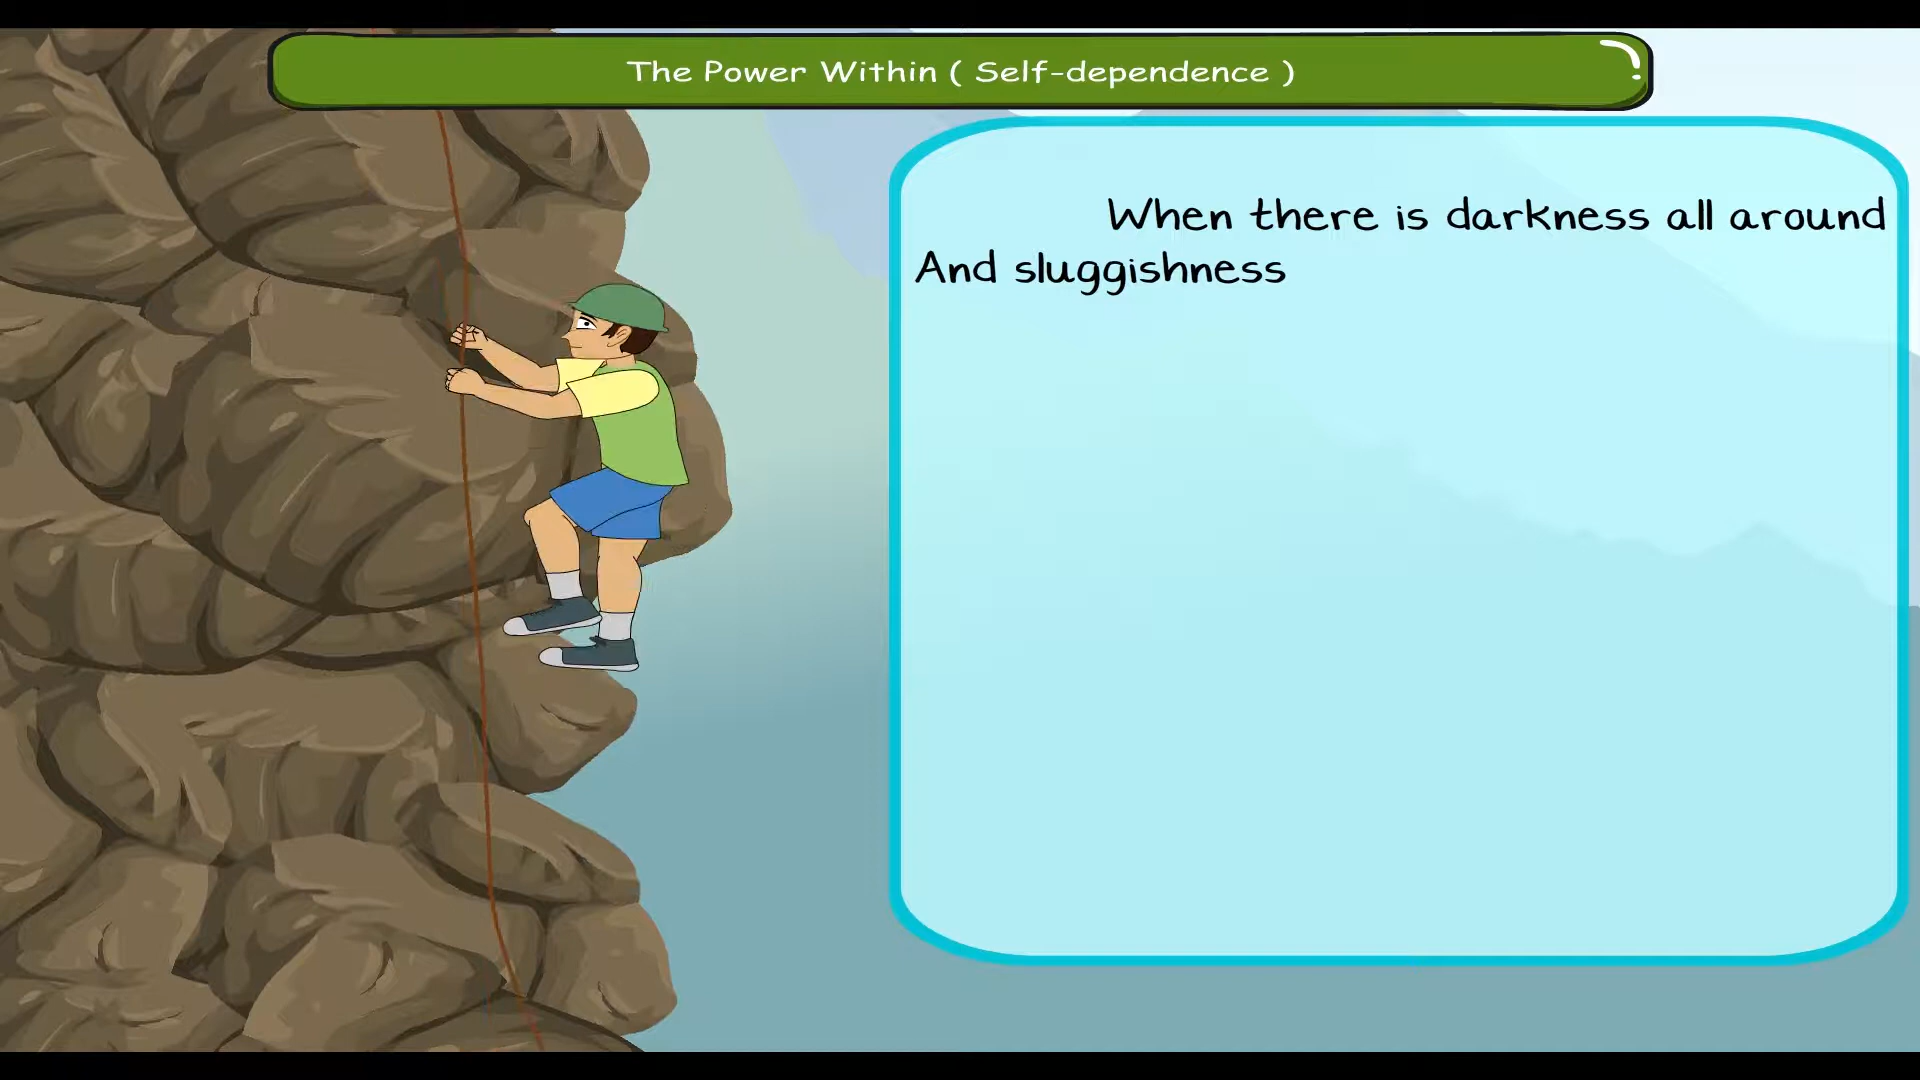 The Power Within ( Self-dependence )
When there is darkness all around
And sluggishness